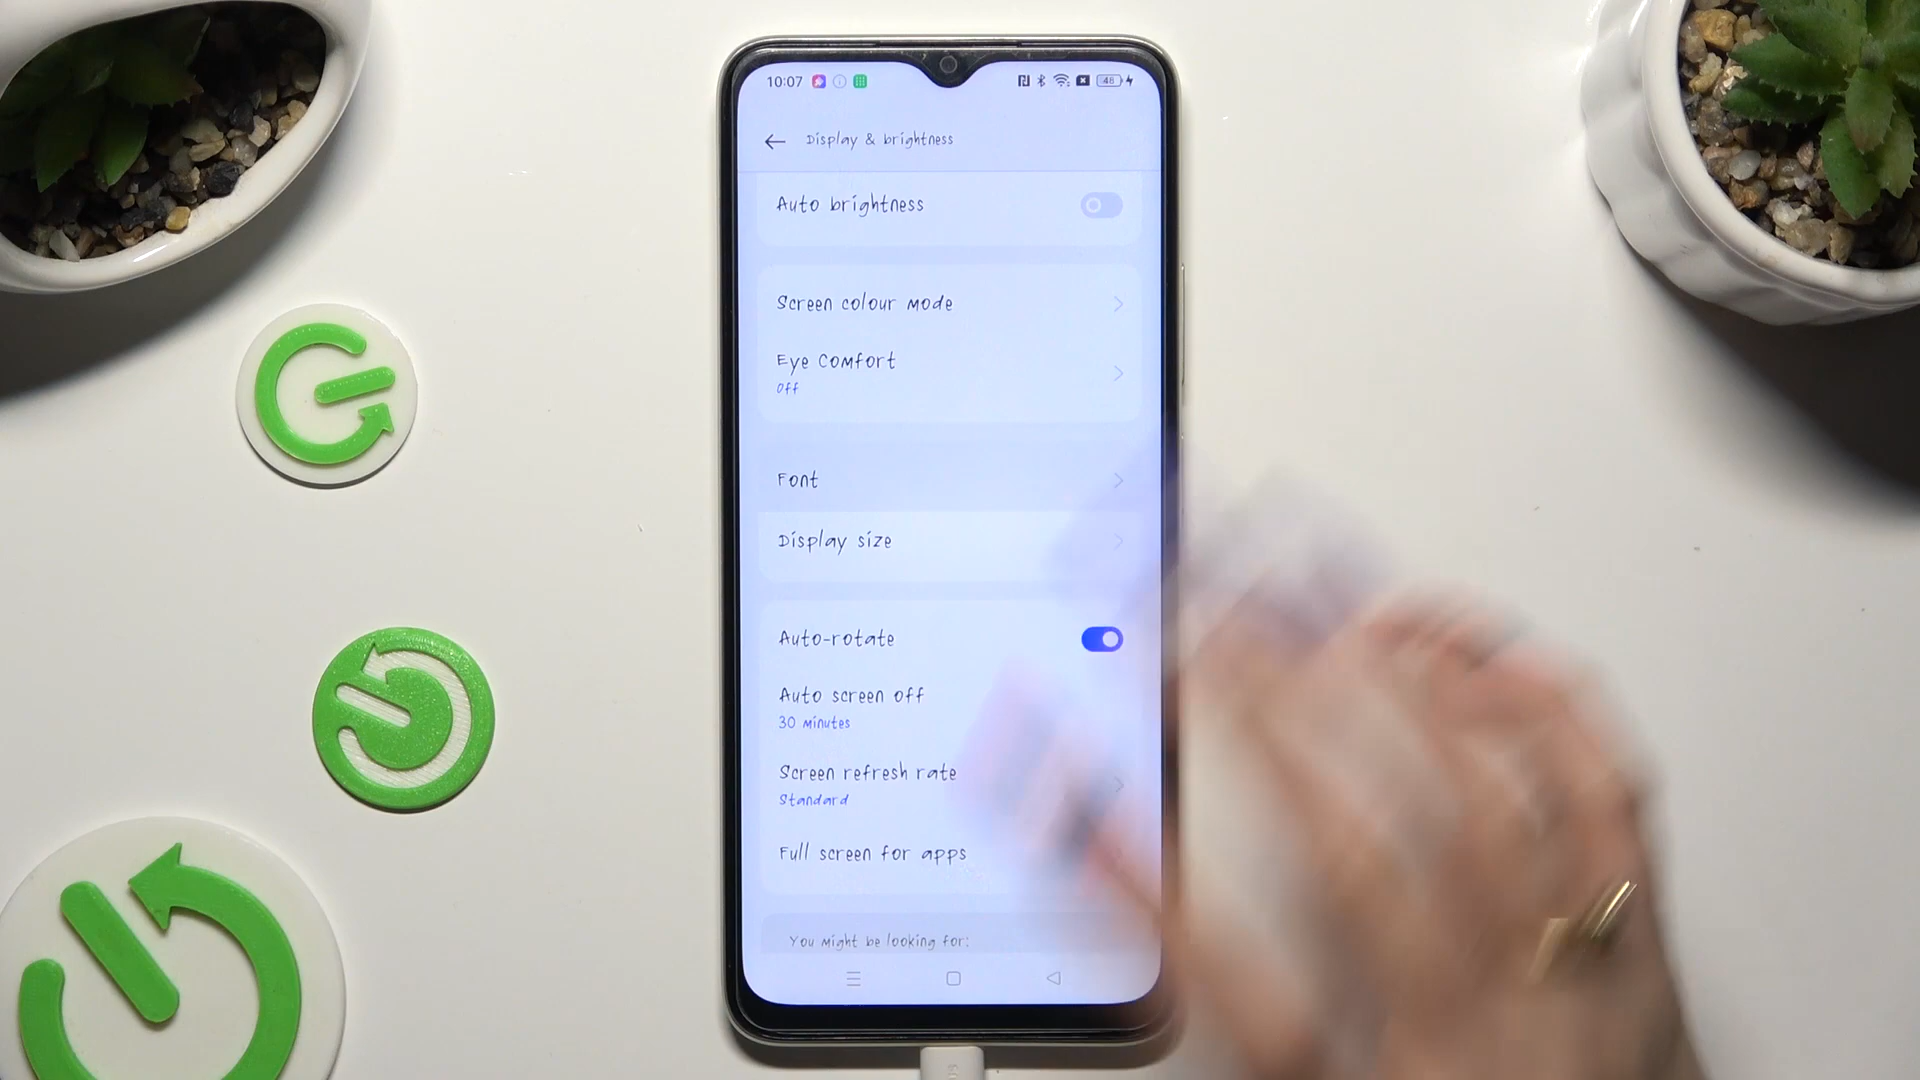 10:07
46
Display & brightness
Auto brightness
Screen colour mode
Eye Comfort
Off
Font
Display size
Auto-rotate
Auto screen off
30 minutes
Screen refresh rate
Standard
Full screen for apps
You might be looking for: